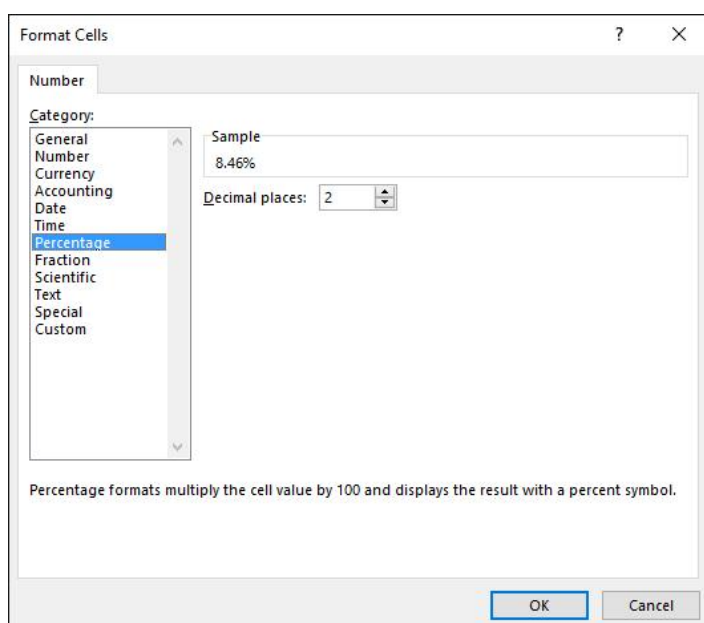 Format Cells
?
Number
Category:
General
Number
Currency
Accounting
Date
Time
Percentage
Fraction
Scientific
Text
Special
Custom
Sample
8.46%
Decimal places: 2
Percentage formats multiply the cell value by 100 and displays the result with a percent symbol.
OK Cancel